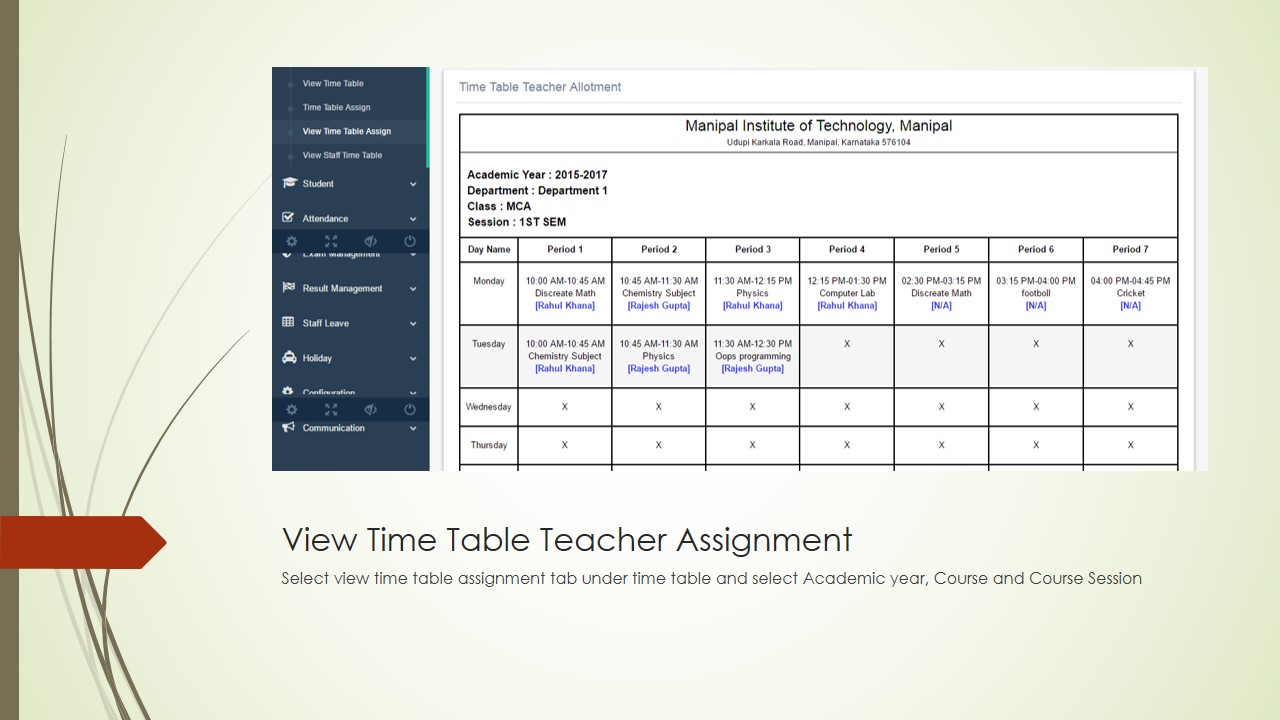 View Time Table
Time Table Assign
View Time Table Assign
View Staff Time Table
Student
Attendance
Exam Management
Result Management
Staff Leave
Holiday
Configuration
Communication
Time Table Teacher Allotment
Manipal Institute of Technology, Manipal
Udupi Karkala Road, Manipal, Karnataka 576104
Academic Year : 2015-2017
Department : Department 1
Class : MCA
Session : 1ST SEM
Day Name Period 1 Period 2 Period 3 Period 4 Period 5 Period 6 Period 7
Monday 10:00 AM-10:45 AM 10:45 AM-11:30 AM 11:30 AM-12:15 PM 12:15 PM-01:30 PM 02:30 PM-03:15 PM 03:15 PM-04:00 PM 04:00 PM-04:45 PM
Discreate Math Chemistry Subject Physics Computer Lab Discreate Math footboll Cricket
[Rahul Khana] [Rajesh Gupta] [Rahul Khana] [Rahul Khana] [N/A] [N/A] [N/A]
Tuesday 10:00 AM-10:45 AM 10:45 AM-11:30 AM 11:30 AM-12:30 PM X X X X
Chemistry Subject Physics Oops programming
[Rahul Khana] [Rajesh Gupta] [Rajesh Gupta]
Wednesday X X X X X X X
Thursday X X X X X X X
View Time Table Teacher Assignment
Select view time table assignment tab under time table and select Academic year, Course and Course Session